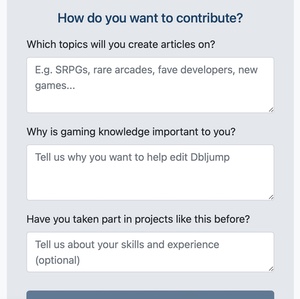 How do you want to contribute?
Which topics will you create articles on?
E.g. SRPGs, rare arcades, fave developers, new
games...
Why is gaming knowledge important to you?
Tell us why you want to help edit Dbljump
Have you taken part in projects like this before?
Tell us about your skills and experience
(optional)